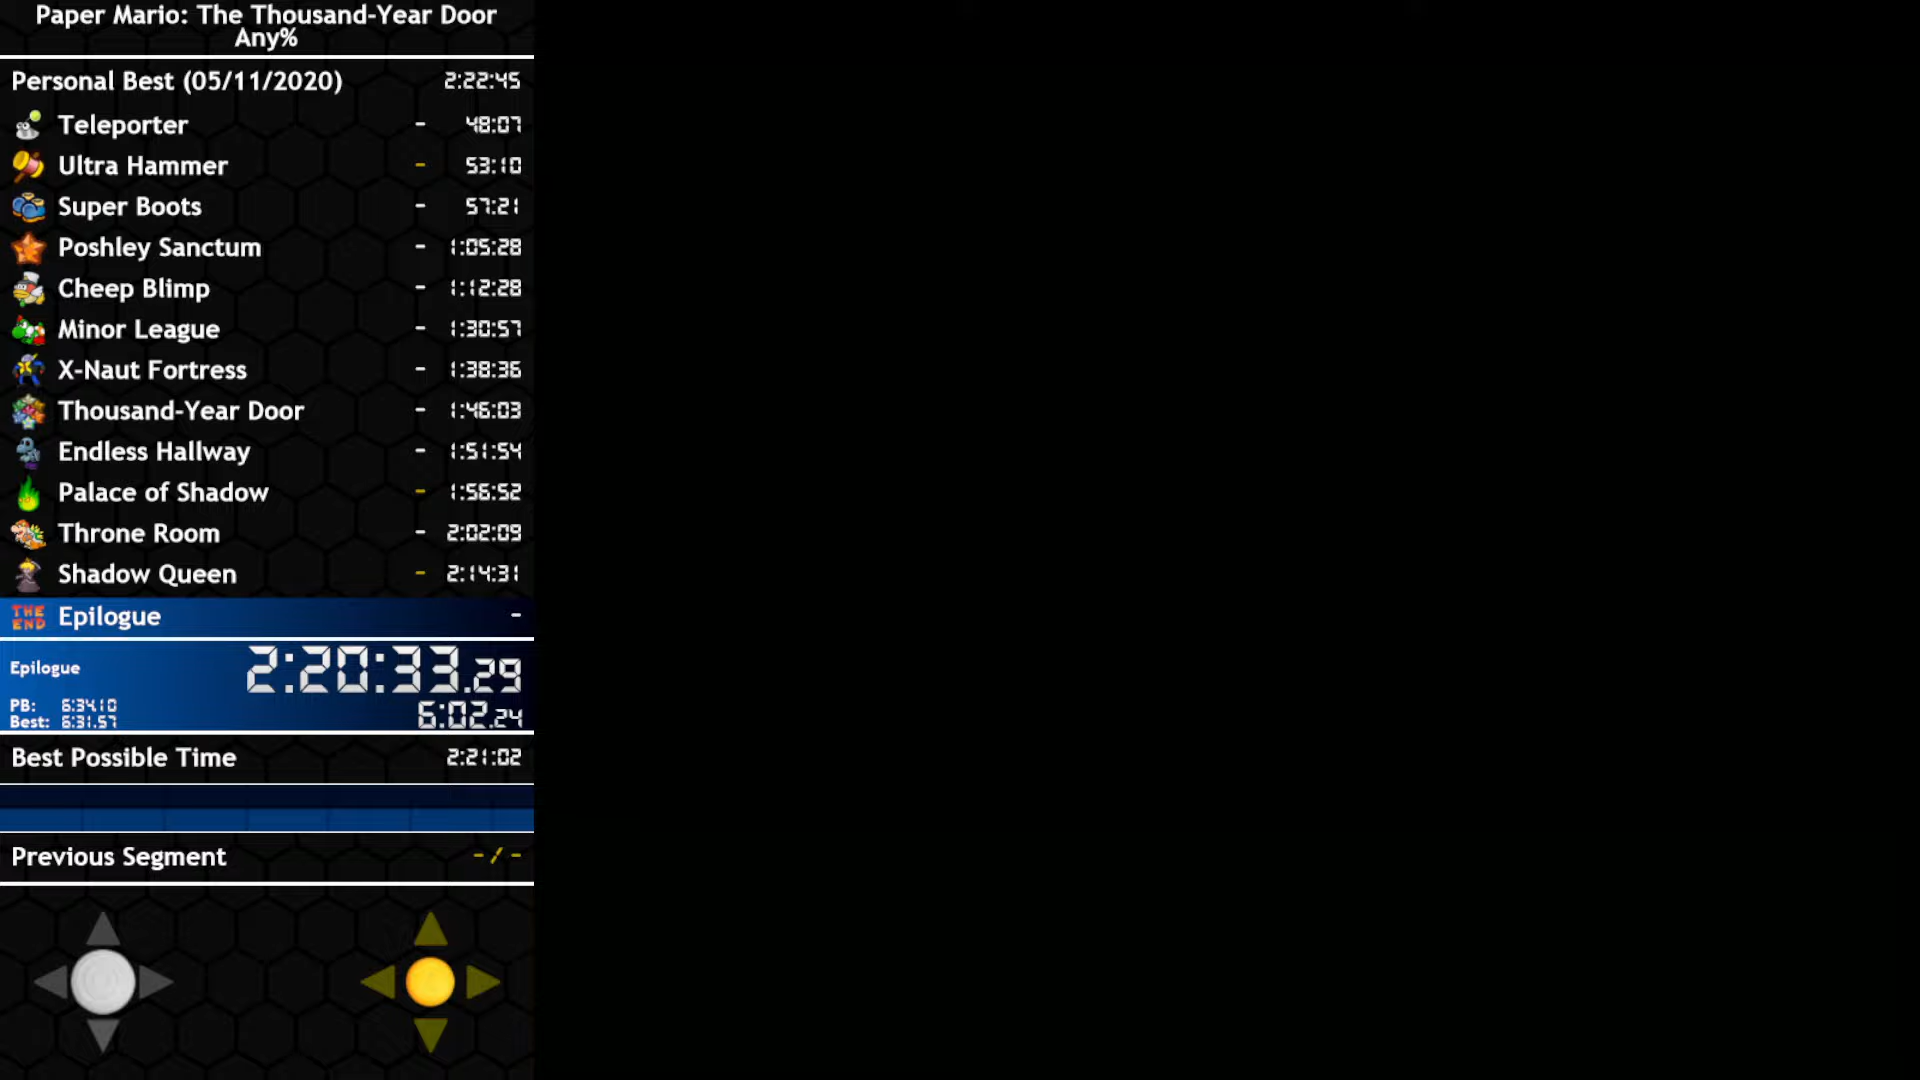 Paper Mario: The Thousand-Year Door
Any%
Personal Best (05/11/2020) 2:22:45
Teleporter - 48:07
Ultra Hammer - 53:10
Super Boots - 57:21
Poshley Sanctum - 1:05:28
Cheep Blimp - 1:12:28
Minor League - 1:30:57
X-Naut Fortress - 1:38:36
Thousand-Year Door - 1:46:03
Endless Hallway - 1:51:54
Palace of Shadow - 1:56:52
Throne Room - 2:02:09
Shadow Queen - 2:14:31
THE END Epilogue -
Epilogue 2:20:33.29
PB: 6:34.10
Best: 6:31.57 6:02.24
Best Possible Time 2:21:02
Previous Segment - / -